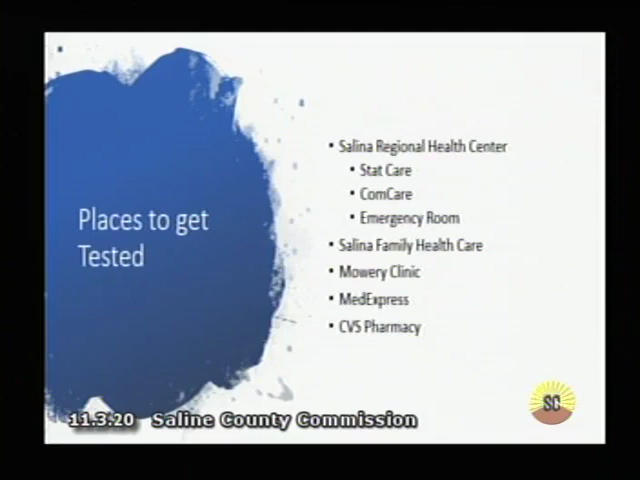 Places to get
Tested
• Salina Regional Health Center
• Stat Care
• ComCare
• Emergency Room
• Salina Family Health Care
• Mowery Clinic
• MedExpress
• CVS Pharmacy
11.3.20 Saline County Commission
SC